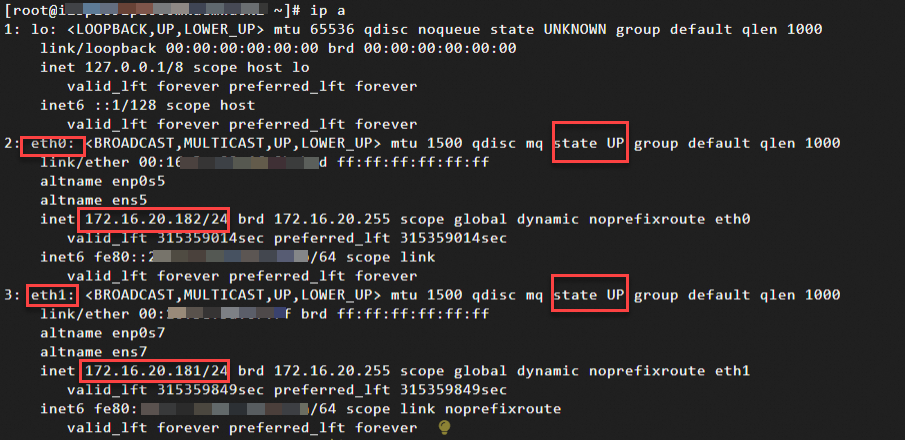 [root@i ~]# ip a
1: lo: <LOOPBACK,UP,LOWER_UP> mtu 65536 qdisc noqueue state UNKNOWN group default qlen 1000
link/loopback 00:00:00:00:00:00 brd 00:00:00:00:00:00
inet 127.0.0.1/8 scope host lo
valid_lft forever preferred_lft forever
inet6 ::1/128 scope host
valid_lft forever preferred_lft forever
2: eth0: <BROADCAST,MULTICAST,UP,LOWER_UP> mtu 1500 qdisc mq state UP group default qlen 1000
link/ether 00:16 brd ff:ff:ff:ff:ff:ff
altname enp0s5
altname ens5
inet 172.16.20.182/24 brd 172.16.20.255 scope global dynamic noprefixroute eth0
valid_lft 315359014sec preferred_lft 315359014sec
inet6 fe80::2 /64 scope link
valid_lft forever preferred_lft forever
3: eth1: <BROADCAST,MULTICAST,UP,LOWER_UP> mtu 1500 qdisc mq state UP group default qlen 1000
link/ether 00: f brd ff:ff:ff:ff:ff:ff
altname enp0s7
altname ens7
inet 172.16.20.181/24 brd 172.16.20.255 scope global dynamic noprefixroute eth1
valid_lft 315359849sec preferred_lft 315359849sec
inet6 fe80: /64 scope link noprefixroute
valid_lft forever preferred_lft forever